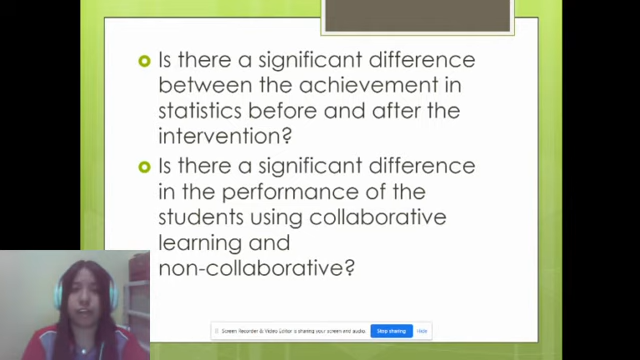 Is there a significant difference
between the achievement in
statistics before and after the
intervention?
Is there a significant difference
in the performance of the
students using collaborative
learning and
non-collaborative?
Screen Recorder & Video Editor is sharing your screen and audio.
Stop sharing
Hide